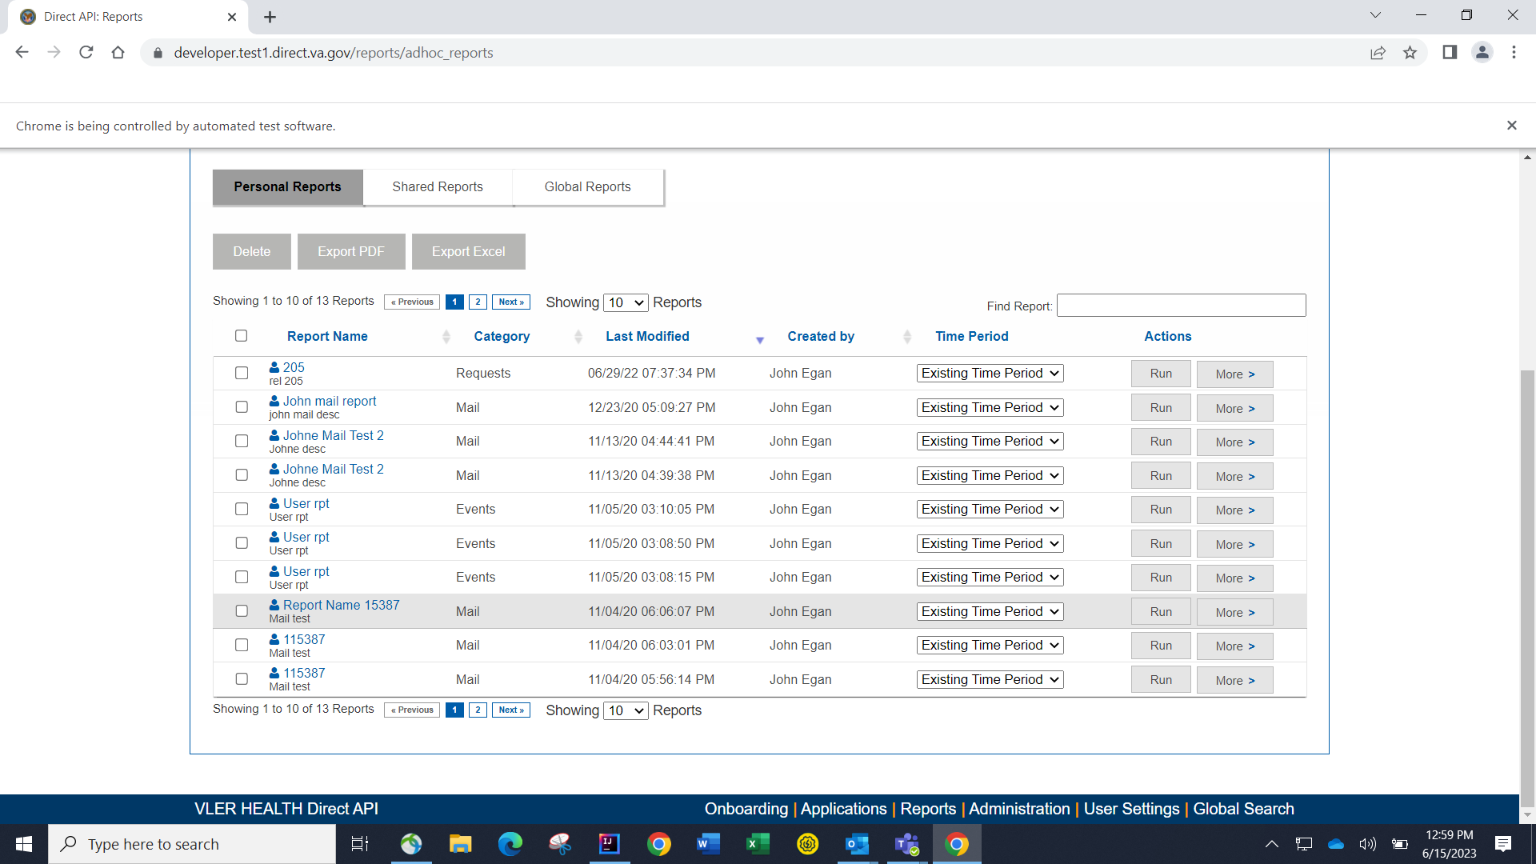 Direct API: Reports
developer.test1.direct.va.gov/reports/adhoc_reports
Chrome is being controlled by automated test software.
Personal Reports Shared Reports Global Reports
Delete Export PDF Export Excel
Showing 1 to 10 of 13 Reports « Previous 1 2 Next » Showing 10 Reports Find Report:
Report Name Category Last Modified Created by Time Period Actions
205 Requests 06/29/22 07:37:34 PM John Egan Existing Time Period Run More >
rel 205
John mail report Mail 12/23/20 05:09:27 PM John Egan Existing Time Period Run More >
john mail desc
Johne Mail Test 2 Mail 11/13/20 04:44:41 PM John Egan Existing Time Period Run More >
Johne desc
Johne Mail Test 2 Mail 11/13/20 04:39:38 PM John Egan Existing Time Period Run More >
Johne desc
User rpt Events 11/05/20 03:10:05 PM John Egan Existing Time Period Run More >
User rpt
User rpt Events 11/05/20 03:08:50 PM John Egan Existing Time Period Run More >
User rpt
User rpt Events 11/05/20 03:08:15 PM John Egan Existing Time Period Run More >
User rpt
Report Name 15387 Mail 11/04/20 06:06:07 PM John Egan Existing Time Period Run More >
Mail test
115387 Mail 11/04/20 06:03:01 PM John Egan Existing Time Period Run More >
Mail test
115387 Mail 11/04/20 05:56:14 PM John Egan Existing Time Period Run More >
Mail test
Showing 1 to 10 of 13 Reports « Previous 1 2 Next » Showing 10 Reports
VLER HEALTH Direct API Onboarding | Applications | Reports | Administration | User Settings | Global Search
Type here to search
12:59 PM
6/15/2023